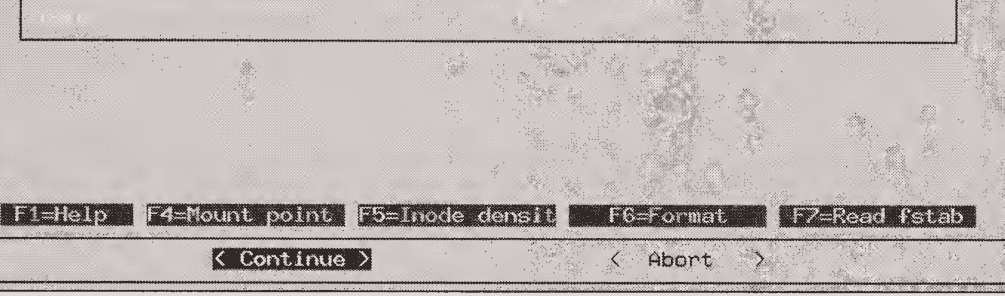 F1=Help F4=Mount point F5=Inode densit F6=Format F7=Read fstab
< Continue > < Abort >